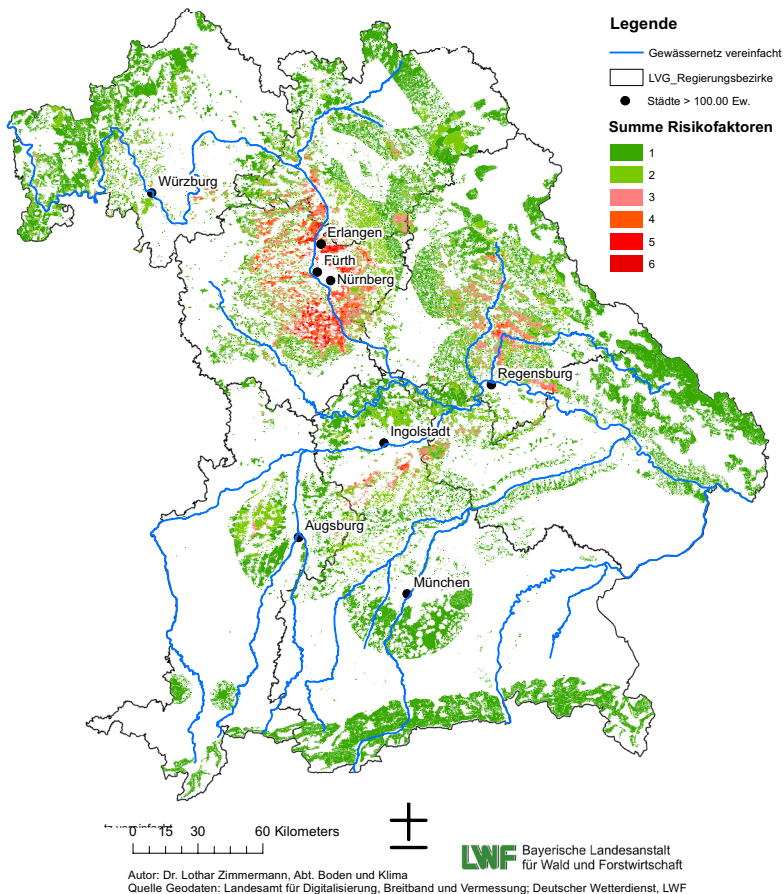 Legende
Gewässernetz vereinfacht
LVG_Regierungsbezirke
Städte > 100.00 Ew.
Summe Risikofaktoren
1
2
3
4
5
6
Würzburg
Erlangen
Fürth
Nürnberg
Regensburg
Ingolstadt
Augsburg
München
0 15 30 60 Kilometers
LWF Bayerische Landesanstalt
für Wald und Forstwirtschaft
Autor: Dr. Lothar Zimmermann, Abt. Boden und Klima
Quelle Geodaten: Landesamt für Digitalisierung, Breitband und Vermessung; Deutscher Wetterdienst, LWF